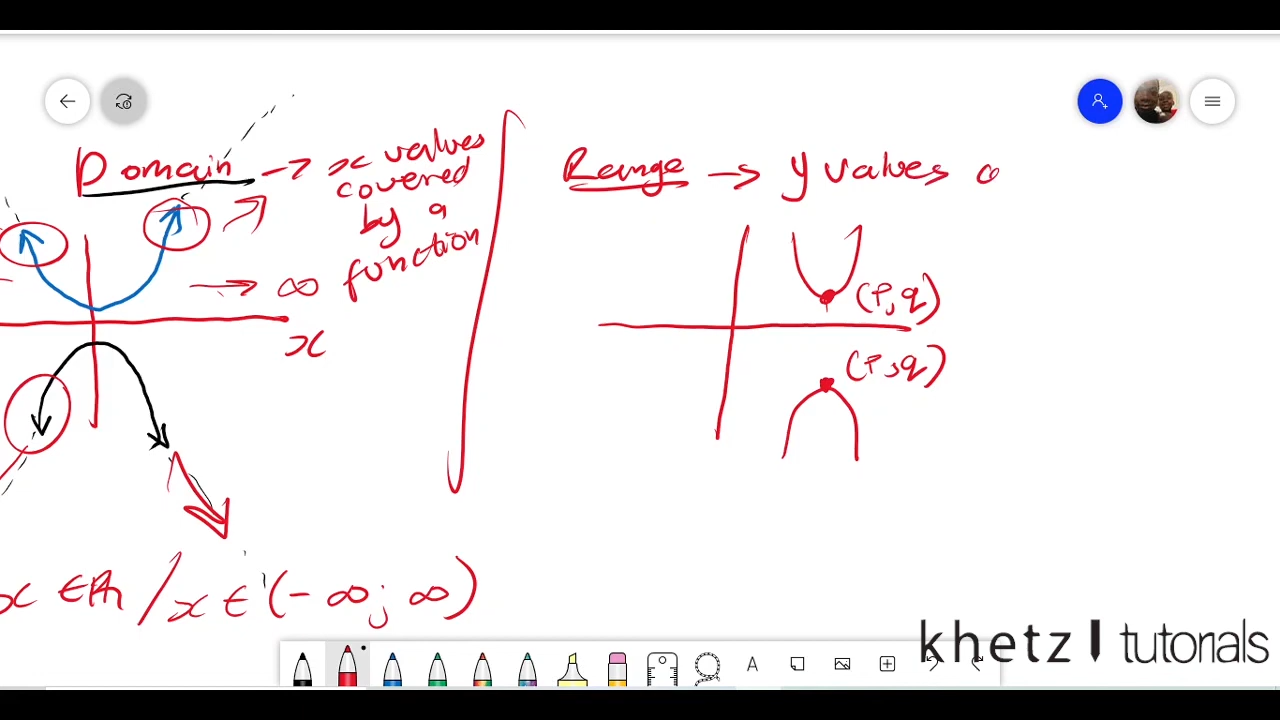 Domain → x values
covered
by a
function
→ ∞
x
x ∈ ℝ / x ∈ (-∞; ∞)
Range → y values c
(P, q)
(P, q)
A
khetz tutorials